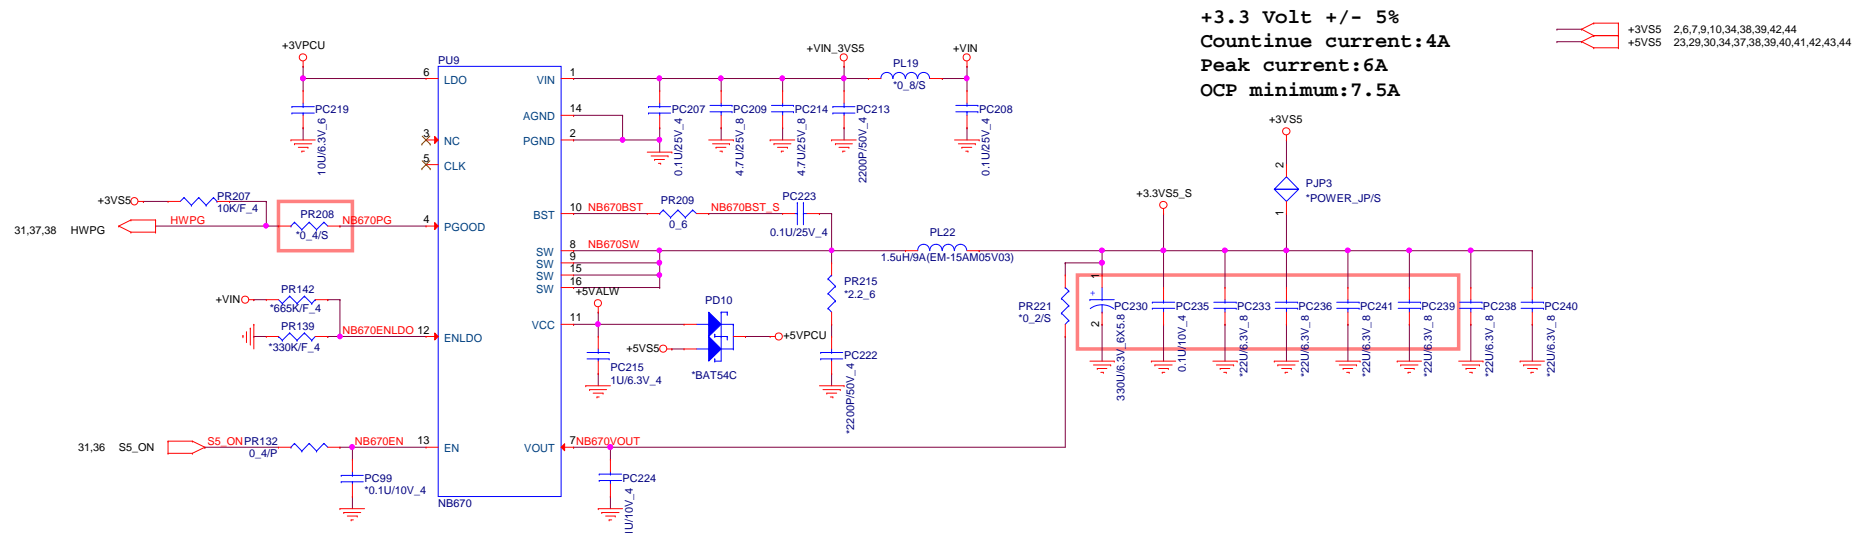 +3.3 Volt +/- 5%
Countinue current:4A
Peak current:6A
OCP minimum:7.5A
+3VS5 2,6,7,9,10,34,38,39,42,44
+5VS5 23,29,30,34,37,38,39,40,41,42,43,44
+3VPCU
PU9
6 LDO
PC219
10U/6.3V_6
3 NC
5 CLK
+3VS5
PR207
10K/F_4
31,37,38 HWPG
HWPG
PR208
*0_4/S
NB670PG
4 PGOOD
+VIN
PR142
*665K/F_4
PR139
*330K/F_4
NB670ENLDO
12 ENLDO
31,36 S5_ON
S5_ON
PR132
0_4/P
NB670EN
13 EN
PC99
*0.1U/10V_4
NB670
VIN 1
AGND 14
PGND 2
BST 10
SW 8
SW 9
SW 15
SW 16
VCC 11
VOUT 7
+VIN_3VS5
PL19
*0_8/S
+VIN
PC207
0.1U/25V_4
PC209
4.7U/25V_8
PC214
4.7U/25V_8
PC213
2200P/50V_4
PC208
0.1U/25V_4
NB670BST
PR209
0_6
NB670BST_S
PC223
0.1U/25V_4
NB670SW
PL22
1.5uH/9A(EM-15AM05V03)
PR215
*2.2_6
PC222
*2200P/50V_4
+5VALW
PC215
1U/6.3V_4
PD10
*BAT54C
+5VS5
+5VPCU
NB670VOUT
PC224
1U/10V_4
+3VS5
2
PJP3
*POWER_JP/S
1
+3.3VS5_S
PR221
*0_2/S
1
+
2
PC230
330U/6.3V_6X5.8
PC235
0.1U/10V_4
PC233
*22U/6.3V_8
PC236
*22U/6.3V_8
PC241
*22U/6.3V_8
PC239
*22U/6.3V_8
PC238
*22U/6.3V_8
PC240
*22U/6.3V_8